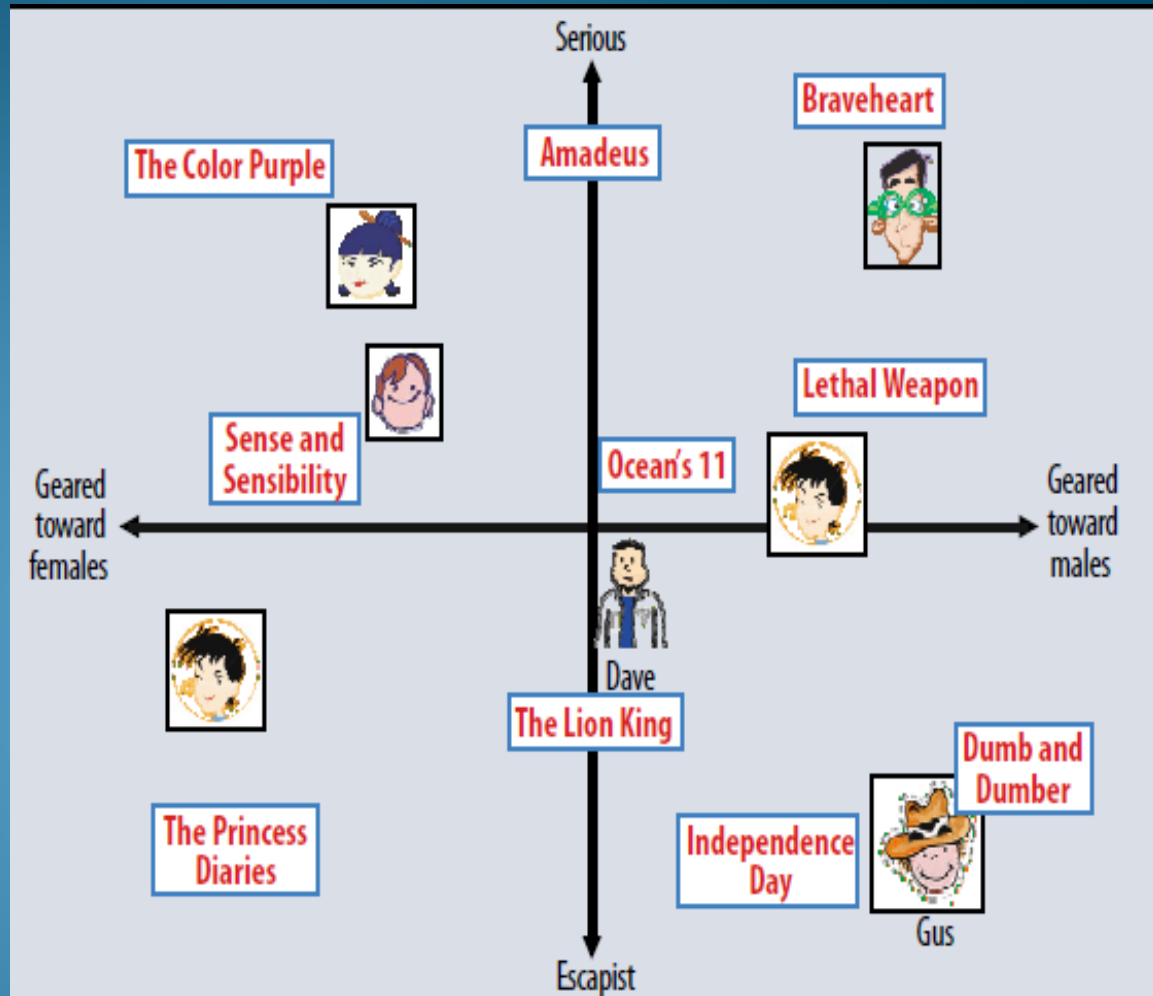 Serious
Braveheart
Amadeus
The Color Purple
Lethal Weapon
Sense and
Sensibility
Ocean's 11
Geared
toward
females
Geared
toward
males
Dave
The Lion King
Dumb and
Dumber
The Princess
Diaries
Independence
Day
Gus
Escapist